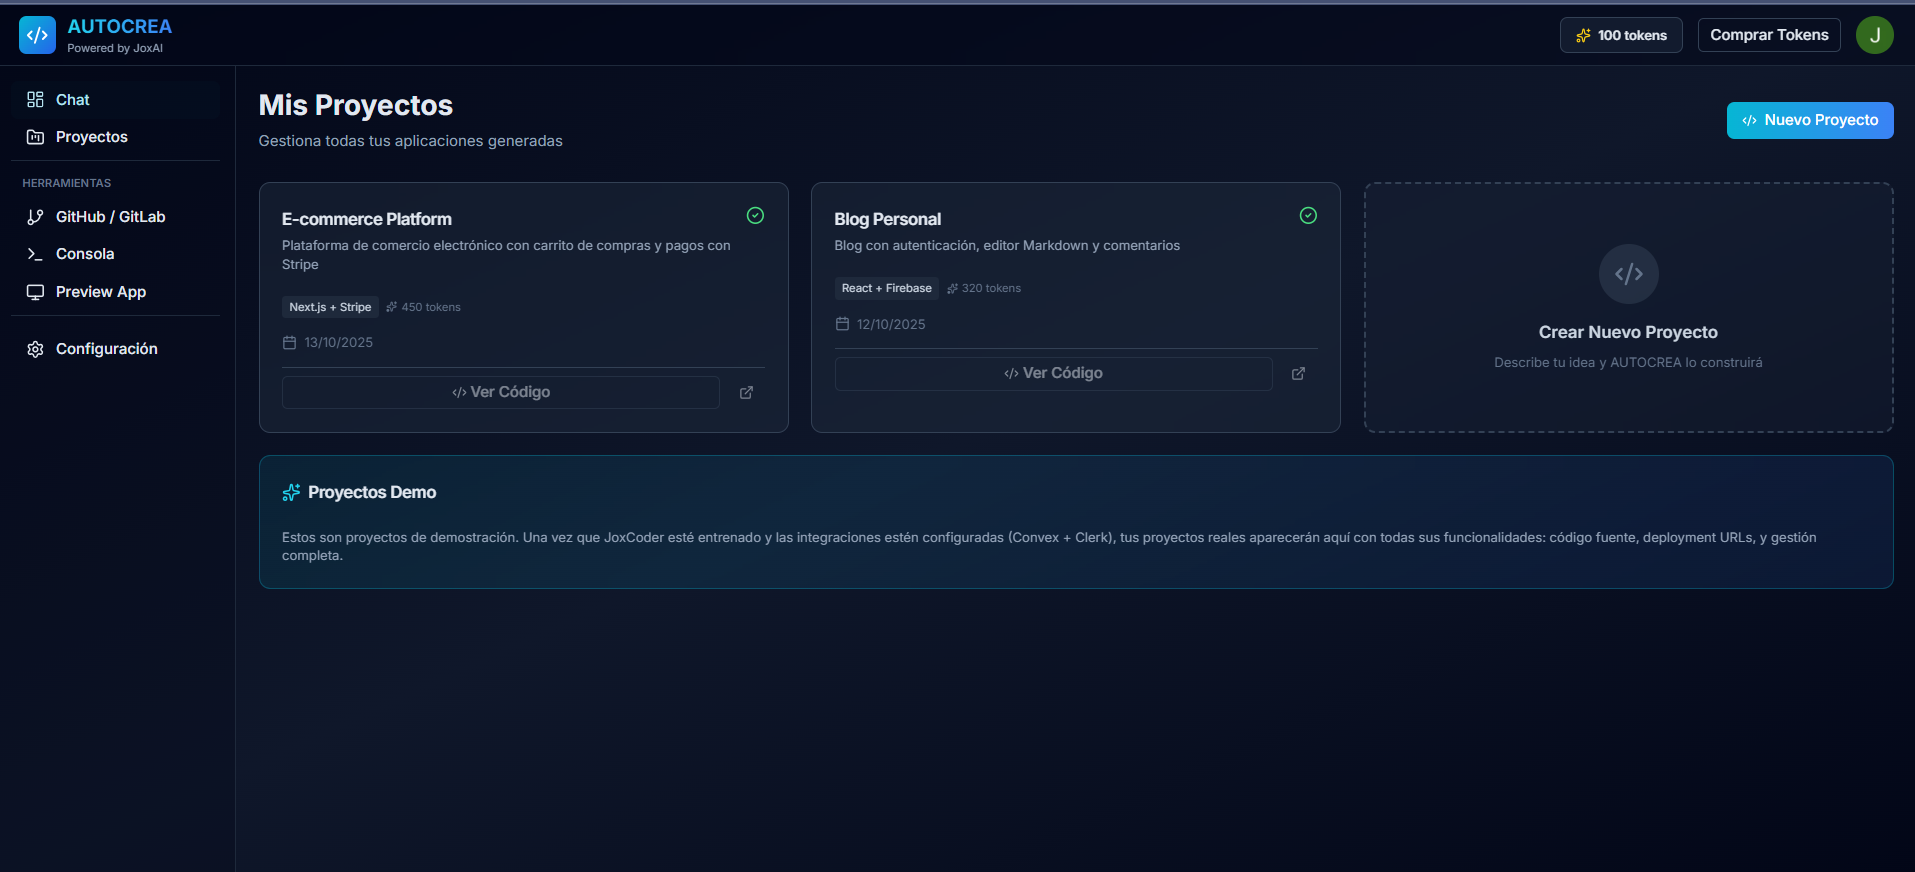 AUTOCREA
Powered by JoxAI
100 tokens
Comprar Tokens
J
Chat
Proyectos
HERRAMIENTAS
GitHub / GitLab
Consola
Preview App
Configuración
Mis Proyectos
Gestiona todas tus aplicaciones generadas
Nuevo Proyecto
E-commerce Platform
Plataforma de comercio electrónico con carrito de compras y pagos con
Stripe
Next.js + Stripe
450 tokens
13/10/2025
Ver Código
Blog Personal
Blog con autenticación, editor Markdown y comentarios
React + Firebase
320 tokens
12/10/2025
Ver Código
Crear Nuevo Proyecto
Describe tu idea y AUTOCREA lo construirá
Proyectos Demo
Estos son proyectos de demostración. Una vez que JoxCoder esté entrenado y las integraciones estén configuradas (Convex + Clerk), tus proyectos reales aparecerán aquí con todas sus funcionalidades: código fuente, deployment URLs, y gestión
completa.